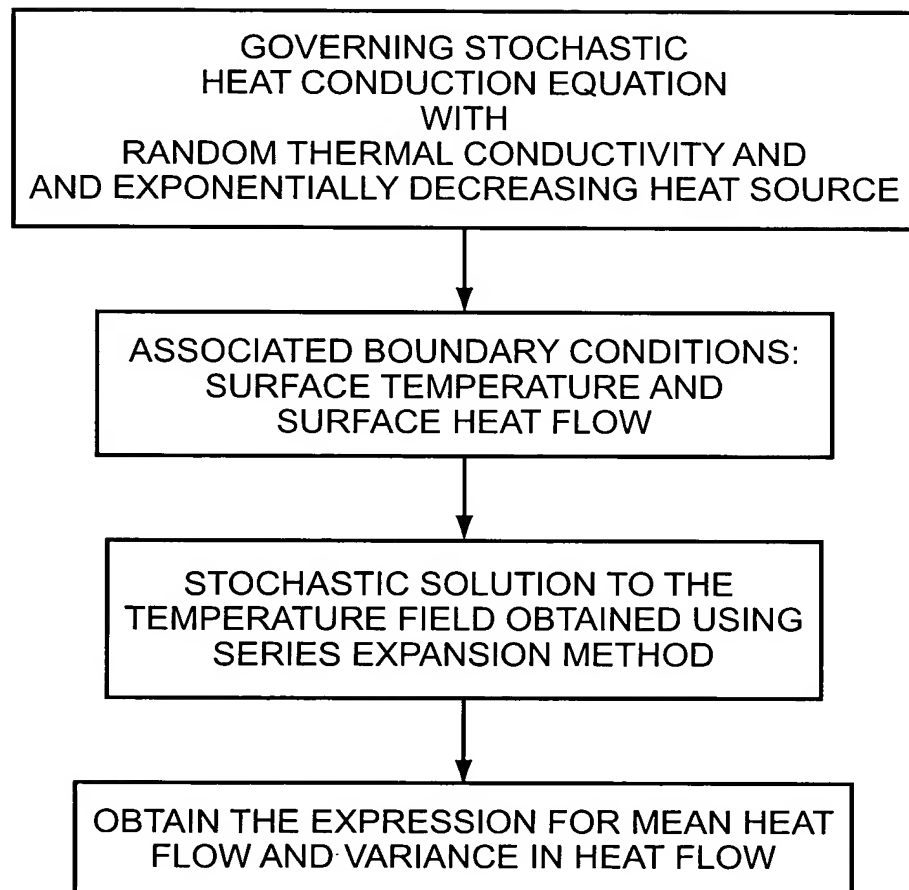 GOVERNING STOCHASTIC
HEAT CONDUCTION EQUATION
WITH
RANDOM THERMAL CONDUCTIVITY AND
AND EXPONENTIALLY DECREASING HEAT SOURCE
ASSOCIATED BOUNDARY CONDITIONS:
SURFACE TEMPERATURE AND
SURFACE HEAT FLOW
STOCHASTIC SOLUTION TO THE
TEMPERATURE FIELD OBTAINED USING
SERIES EXPANSION METHOD
OBTAIN THE EXPRESSION FOR MEAN HEAT
FLOW AND VARIANCE IN HEAT FLOW